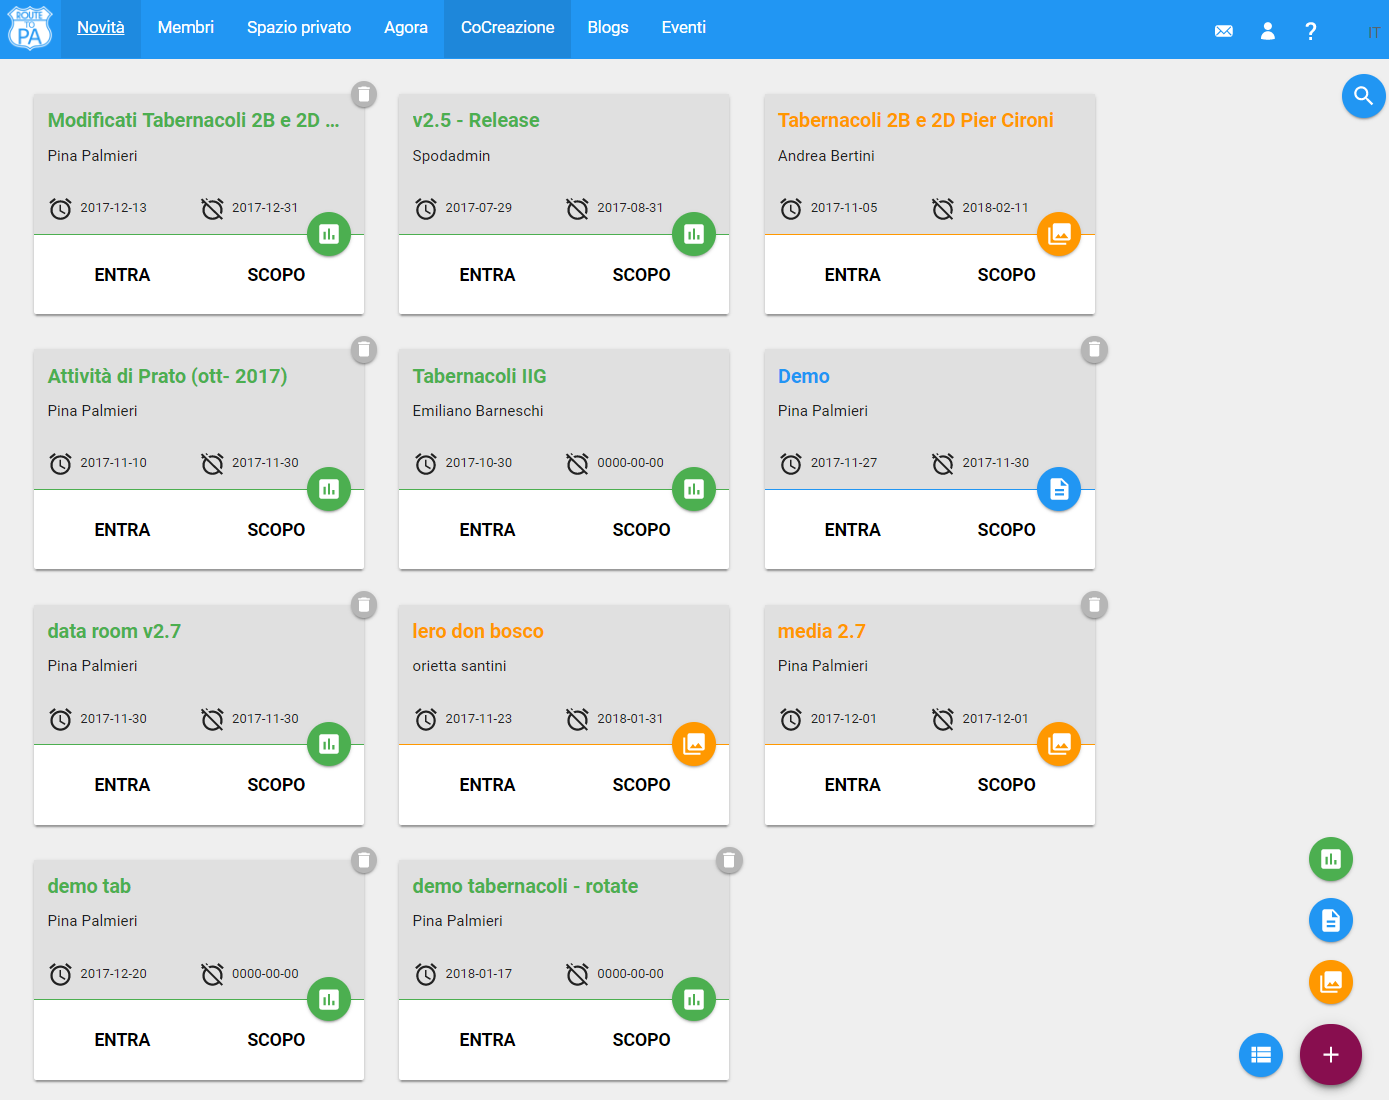 ROUTE
TO
PA
Novità
Membri
Spazio privato
Agora
CoCreazione
Blogs
Eventi
?
IT
Modificati Tabernacoli 2B e 2D ...
Pina Palmieri
2017-12-13
2017-12-31
ENTRA
SCOPO
v2.5 - Release
Spodadmin
2017-07-29
2017-08-31
ENTRA
SCOPO
Tabernacoli 2B e 2D Pier Cironi
Andrea Bertini
2017-11-05
2018-02-11
ENTRA
SCOPO
Attività di Prato (ott- 2017)
Pina Palmieri
2017-11-10
2017-11-30
ENTRA
SCOPO
Tabernacoli IIG
Emiliano Barneschi
2017-10-30
0000-00-00
ENTRA
SCOPO
Demo
Pina Palmieri
2017-11-27
2017-11-30
ENTRA
SCOPO
data room v2.7
Pina Palmieri
2017-11-30
2017-11-30
ENTRA
SCOPO
lero don bosco
orietta santini
2017-11-23
2018-01-31
ENTRA
SCOPO
media 2.7
Pina Palmieri
2017-12-01
2017-12-01
ENTRA
SCOPO
demo tab
Pina Palmieri
2017-12-20
0000-00-00
ENTRA
SCOPO
demo tabernacoli - rotate
Pina Palmieri
2018-01-17
0000-00-00
ENTRA
SCOPO